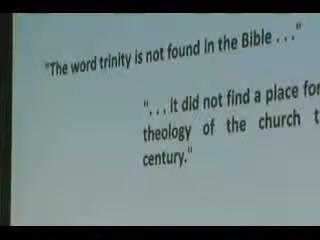 "The word trinity is not found in the Bible . . ."
". . . It did not find a place for
theology of the church t
century."